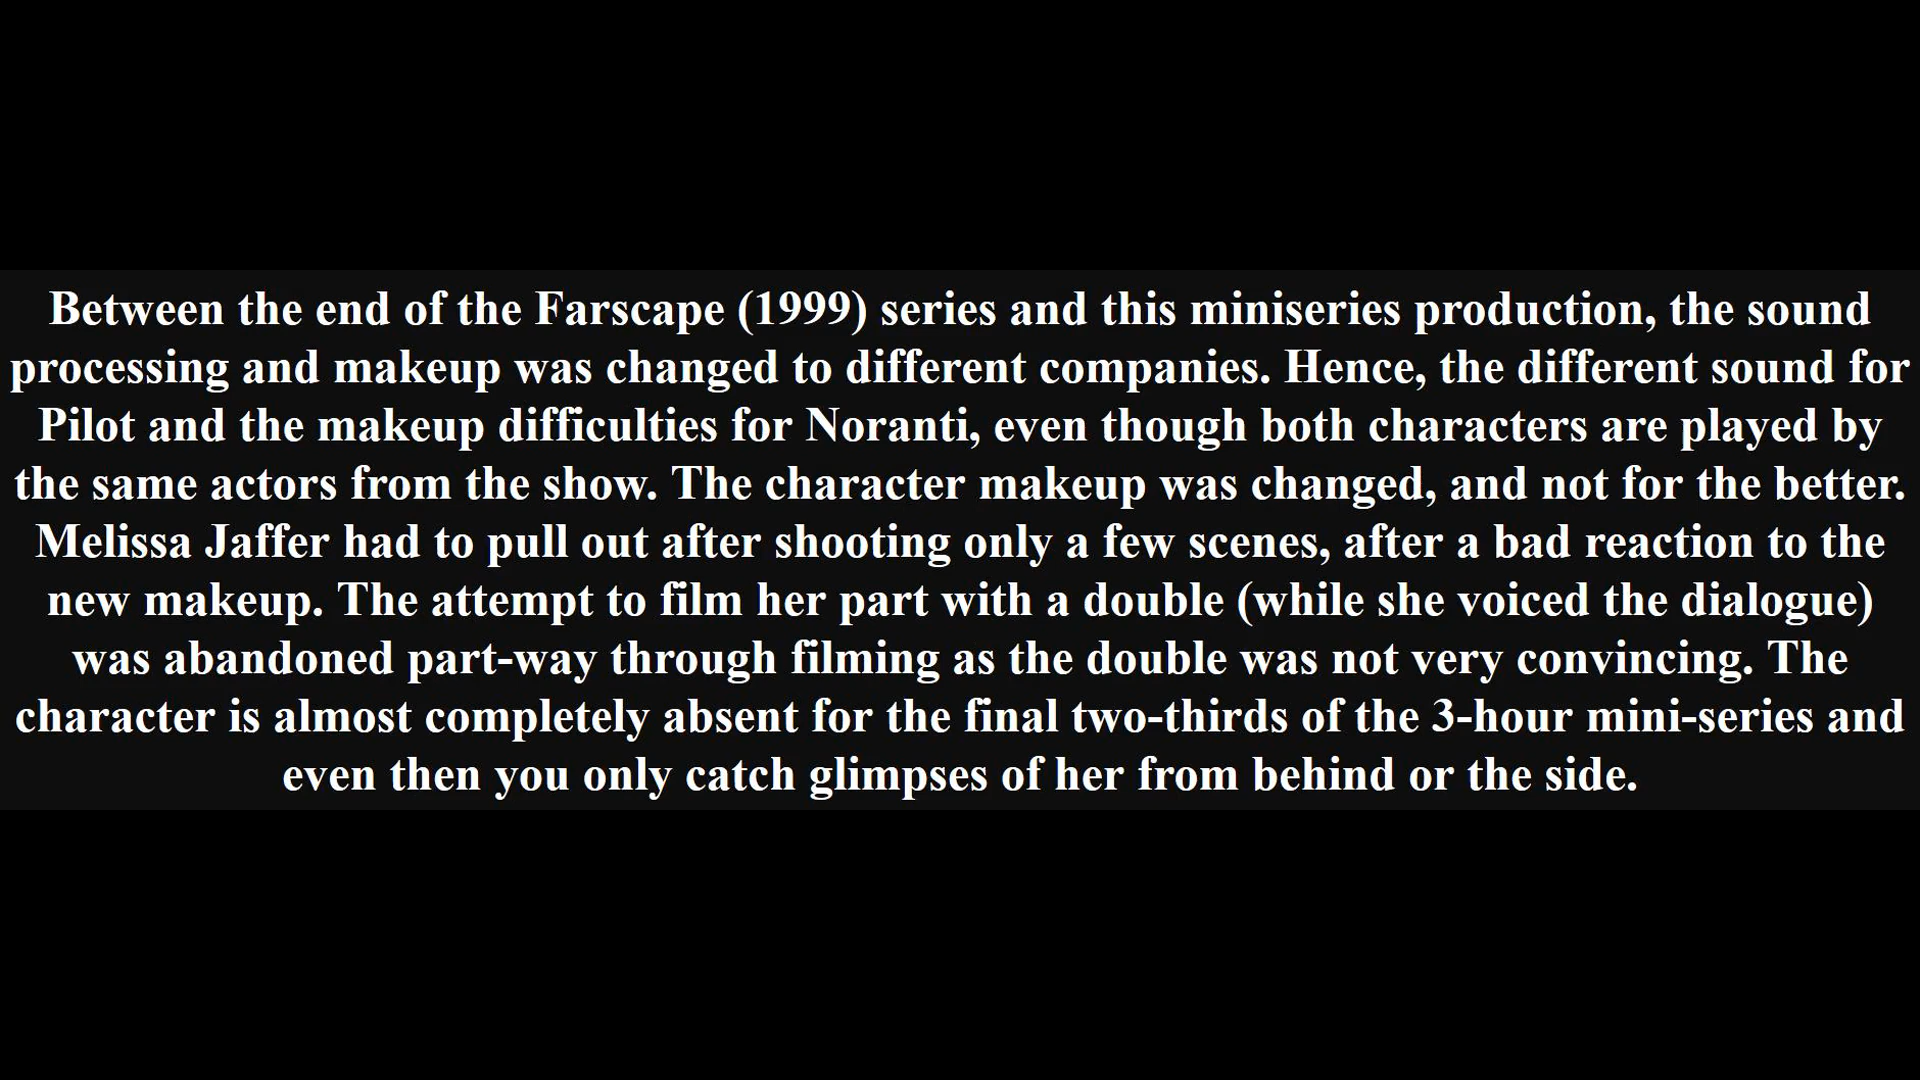 Between the end of the Farscape (1999) series and this miniseries production, the sound
processing and makeup was changed to different companies. Hence, the different sound for
Pilot and the makeup difficulties for Noranti, even though both characters are played by
the same actors from the show. The character makeup was changed, and not for the better.
Melissa Jaffer had to pull out after shooting only a few scenes, after a bad reaction to the
new makeup. The attempt to film her part with a double (while she voiced the dialogue)
was abandoned part-way through filming as the double was not very convincing. The
character is almost completely absent for the final two-thirds of the 3-hour mini-series and
even then you only catch glimpses of her from behind or the side.